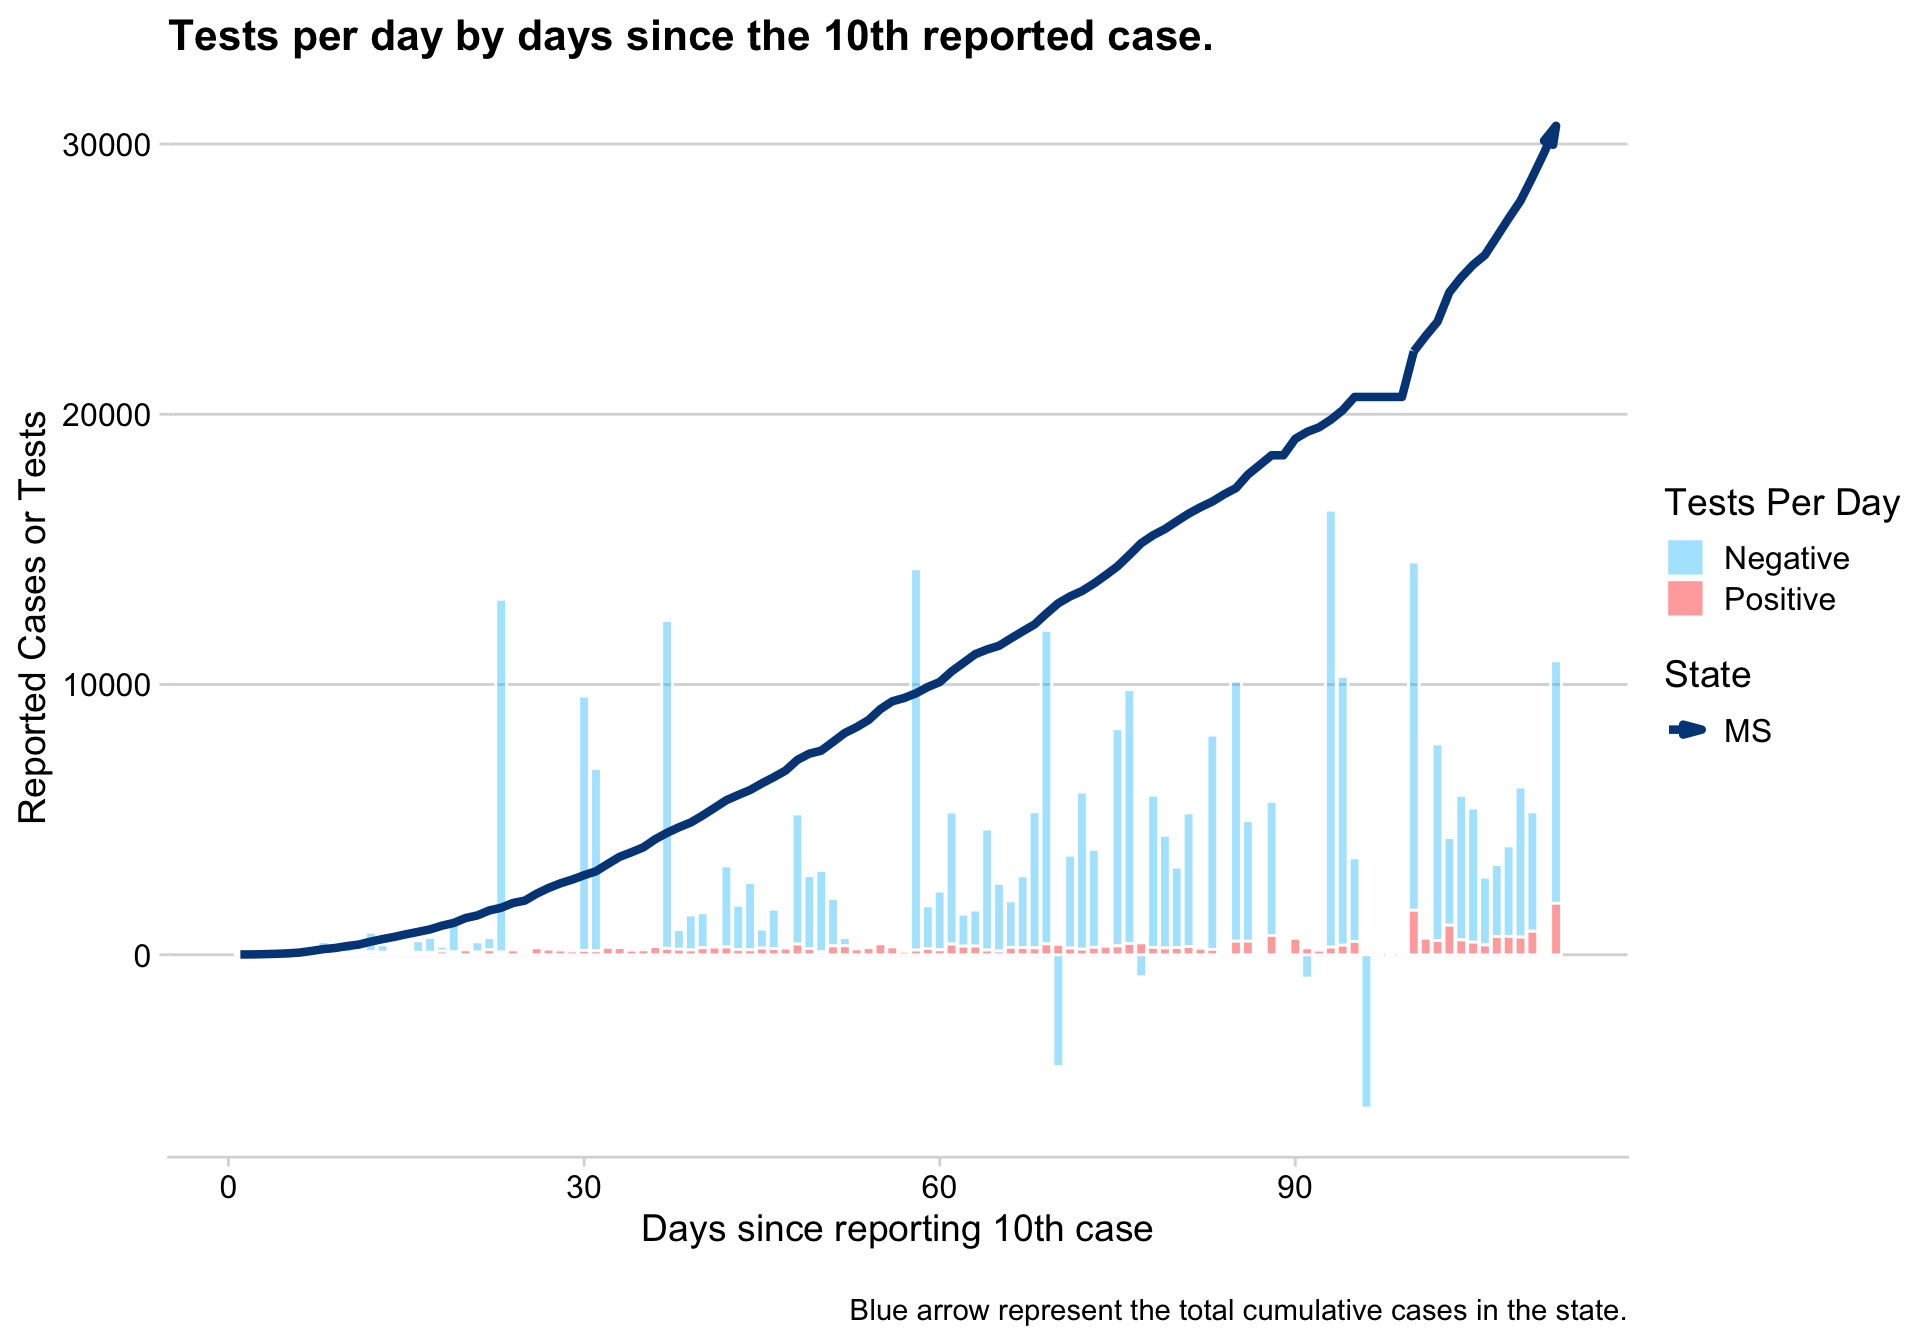 Tests per day by days since the 10th reported case.
30000
20000
10000
0
Reported Cases or Tests
0 30 60 90
Days since reporting 10th case
Tests Per Day
Negative
Positive
State
MS
Blue arrow represent the total cumulative cases in the state.